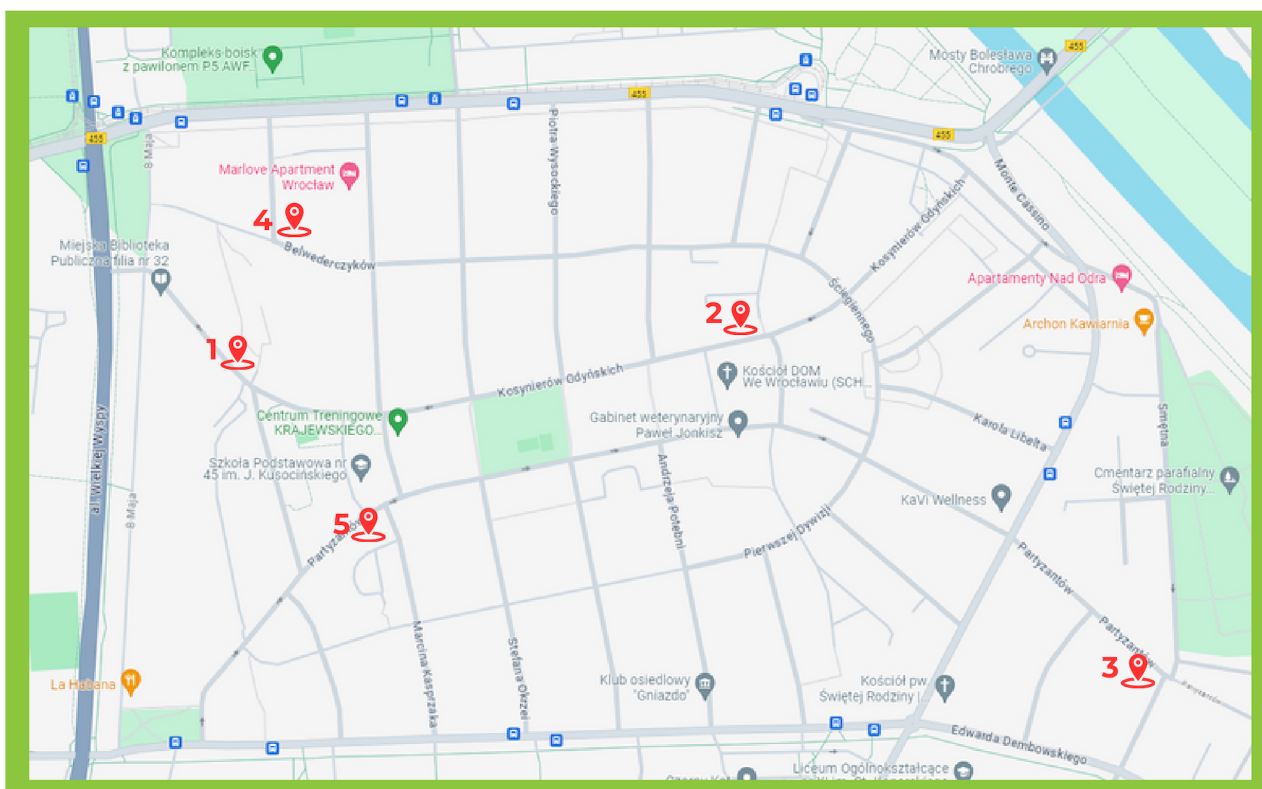 Kompleks boisk
z pawilonem P5 AWF...
Mosty Bolesława
Chrobrego
455
455
455
455
8 Maja
Piotra Wysockiego
Marlove Apartment
Wrocław
4
Monte Cassino
Kosynierów Gdyńskich
Miejska Biblioteka
Publiczna filia nr 32
Belwederczyków
Apartamenty Nad Odra
Ściegiennego
2
Archon Kawiarnia
1
Kościół DOM
We Wrocławiu (SCH...
Kosynierów Gdyńskich
Centrum Treningowe
KRAJEWSKIEGO...
Gabinet weterynaryjny
Paweł Jonkisz
Karola Libelta
Smętna
al. Wielkiej Wyspy
Szkoła Podstawowa nr
45 im. J. Kusocińskiego
Andrzeja Potebni
Cmentarz parafialny
Świętej Rodziny...
KaVi Wellness
8 Maja
5
Partyzantów
Pierwszej Dywizji
Partyzantów
Partyzantów
Marcina Kasprzaka
Stefana Okrzei
3
La Habana
Klub osiedlowy
"Gniazdo"
Kościół pw.
Świętej Rodziny |...
Partyzantów
Edwarda Dembowskiego
Liceum Ogólnokształcące